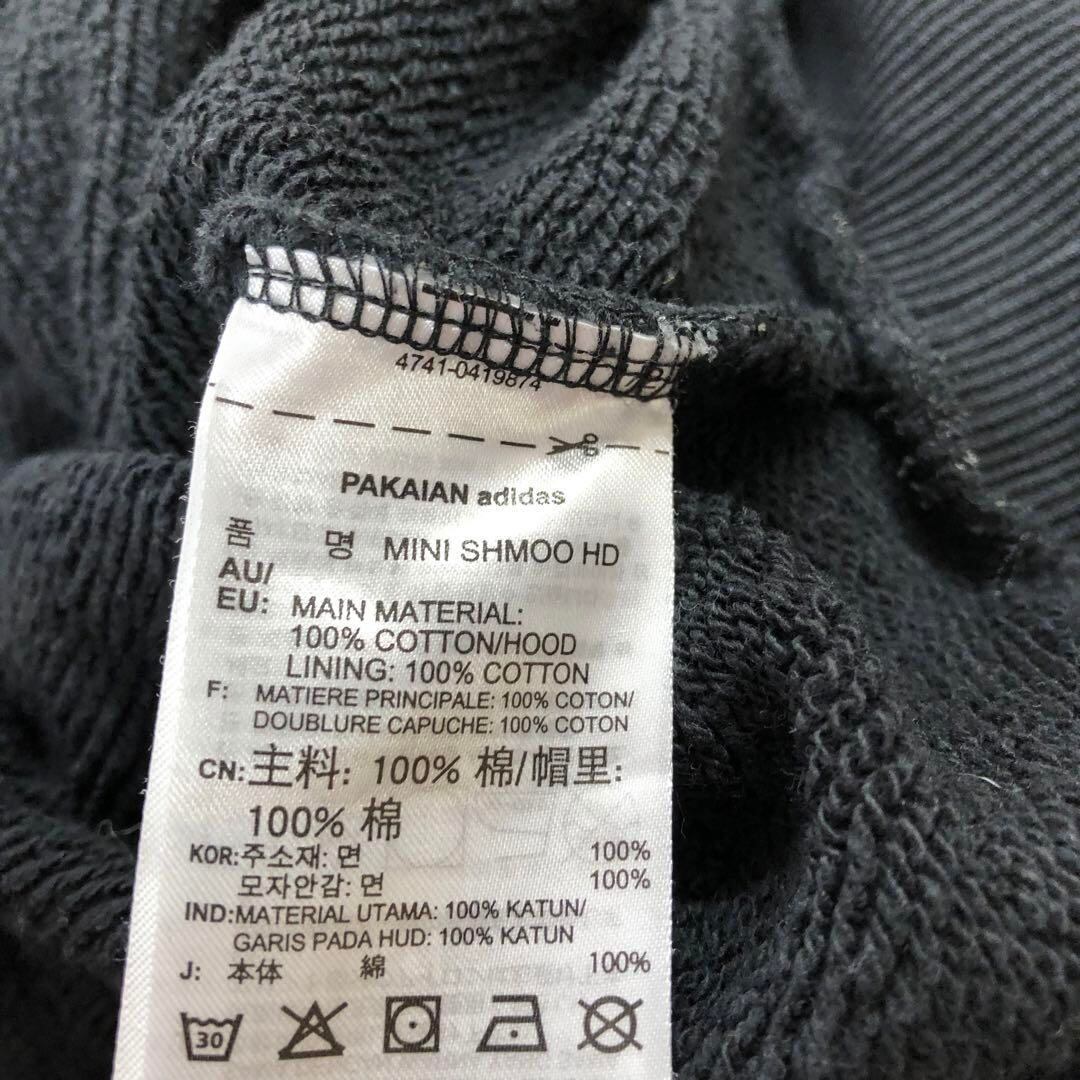 4741-0419874
PAKAIAN adidas
품 명 MINI SHMOO HD
AU/
EU: MAIN MATERIAL:
100% COTTON/HOOD
LINING: 100% COTTON
F: MATIERE PRINCIPALE: 100% COTON/
DOUBLURE CAPUCHE: 100% COTON
CN: 主料: 100% 棉/帽里:
100% 棉
KOR: 주소재: 면 100%
모자안감: 면 100%
IND: MATERIAL UTAMA: 100% KATUN/
GARIS PADA HUD: 100% KATUN
J: 本体 綿 100%
30